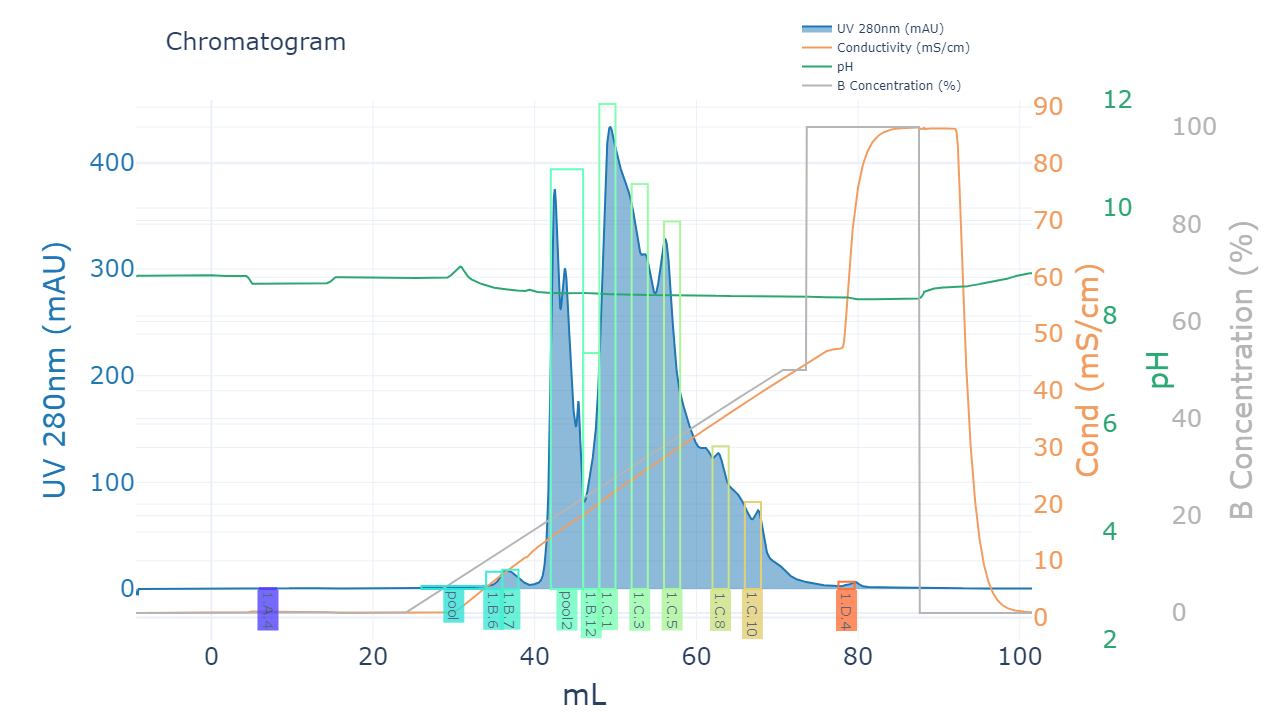 Chromatogram
UV 280nm (mAU)
Conductivity (mS/cm)
pH
B Concentration (%)
UV 280nm (mAU)
400
300
200
100
0
90
80
70
60
50
40
30
20
10
0
Cond (mS/cm)
12
10
8
6
4
2
pH
100
80
60
40
20
0
B Concentration (%)
1.A.4
pool
1.B.6
1.B.7
pool2
1.B.12
1.C.1
1.C.3
1.C.5
1.C.8
1.C.10
1.D.4
0
20
40
60
80
100
mL